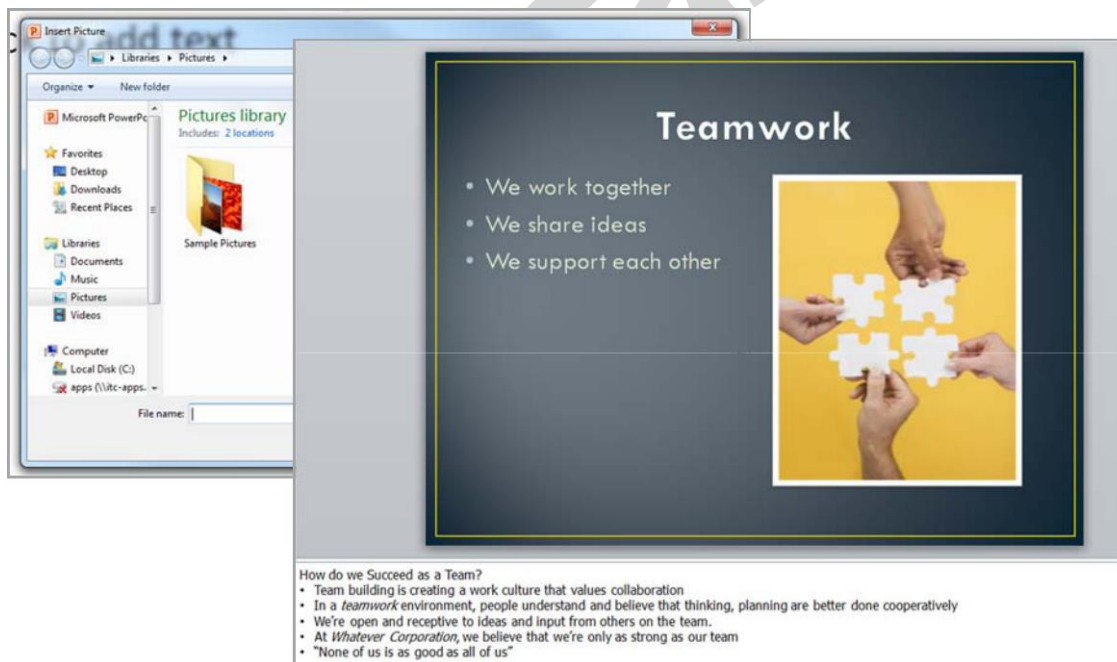 Insert Picture
to add text
Libraries ▸ Pictures ▸
Organize ▾ New folder
Microsoft PowerPo
Favorites
Desktop
Downloads
Recent Places
Libraries
Documents
Music
Pictures
Videos
Computer
Local Disk (C:)
apps (\\itc-apps.
Pictures library
Includes: 2 locations
Sample Pictures
File name:
Teamwork
• We work together
• We share ideas
• We support each other
How do we Succeed as a Team?
• Team building is creating a work culture that values collaboration
• In a teamwork environment, people understand and believe that thinking, planning are better done cooperatively
• We're open and receptive to ideas and input from others on the team.
• At Whatever Corporation, we believe that we're only as strong as our team
• "None of us is as good as all of us"